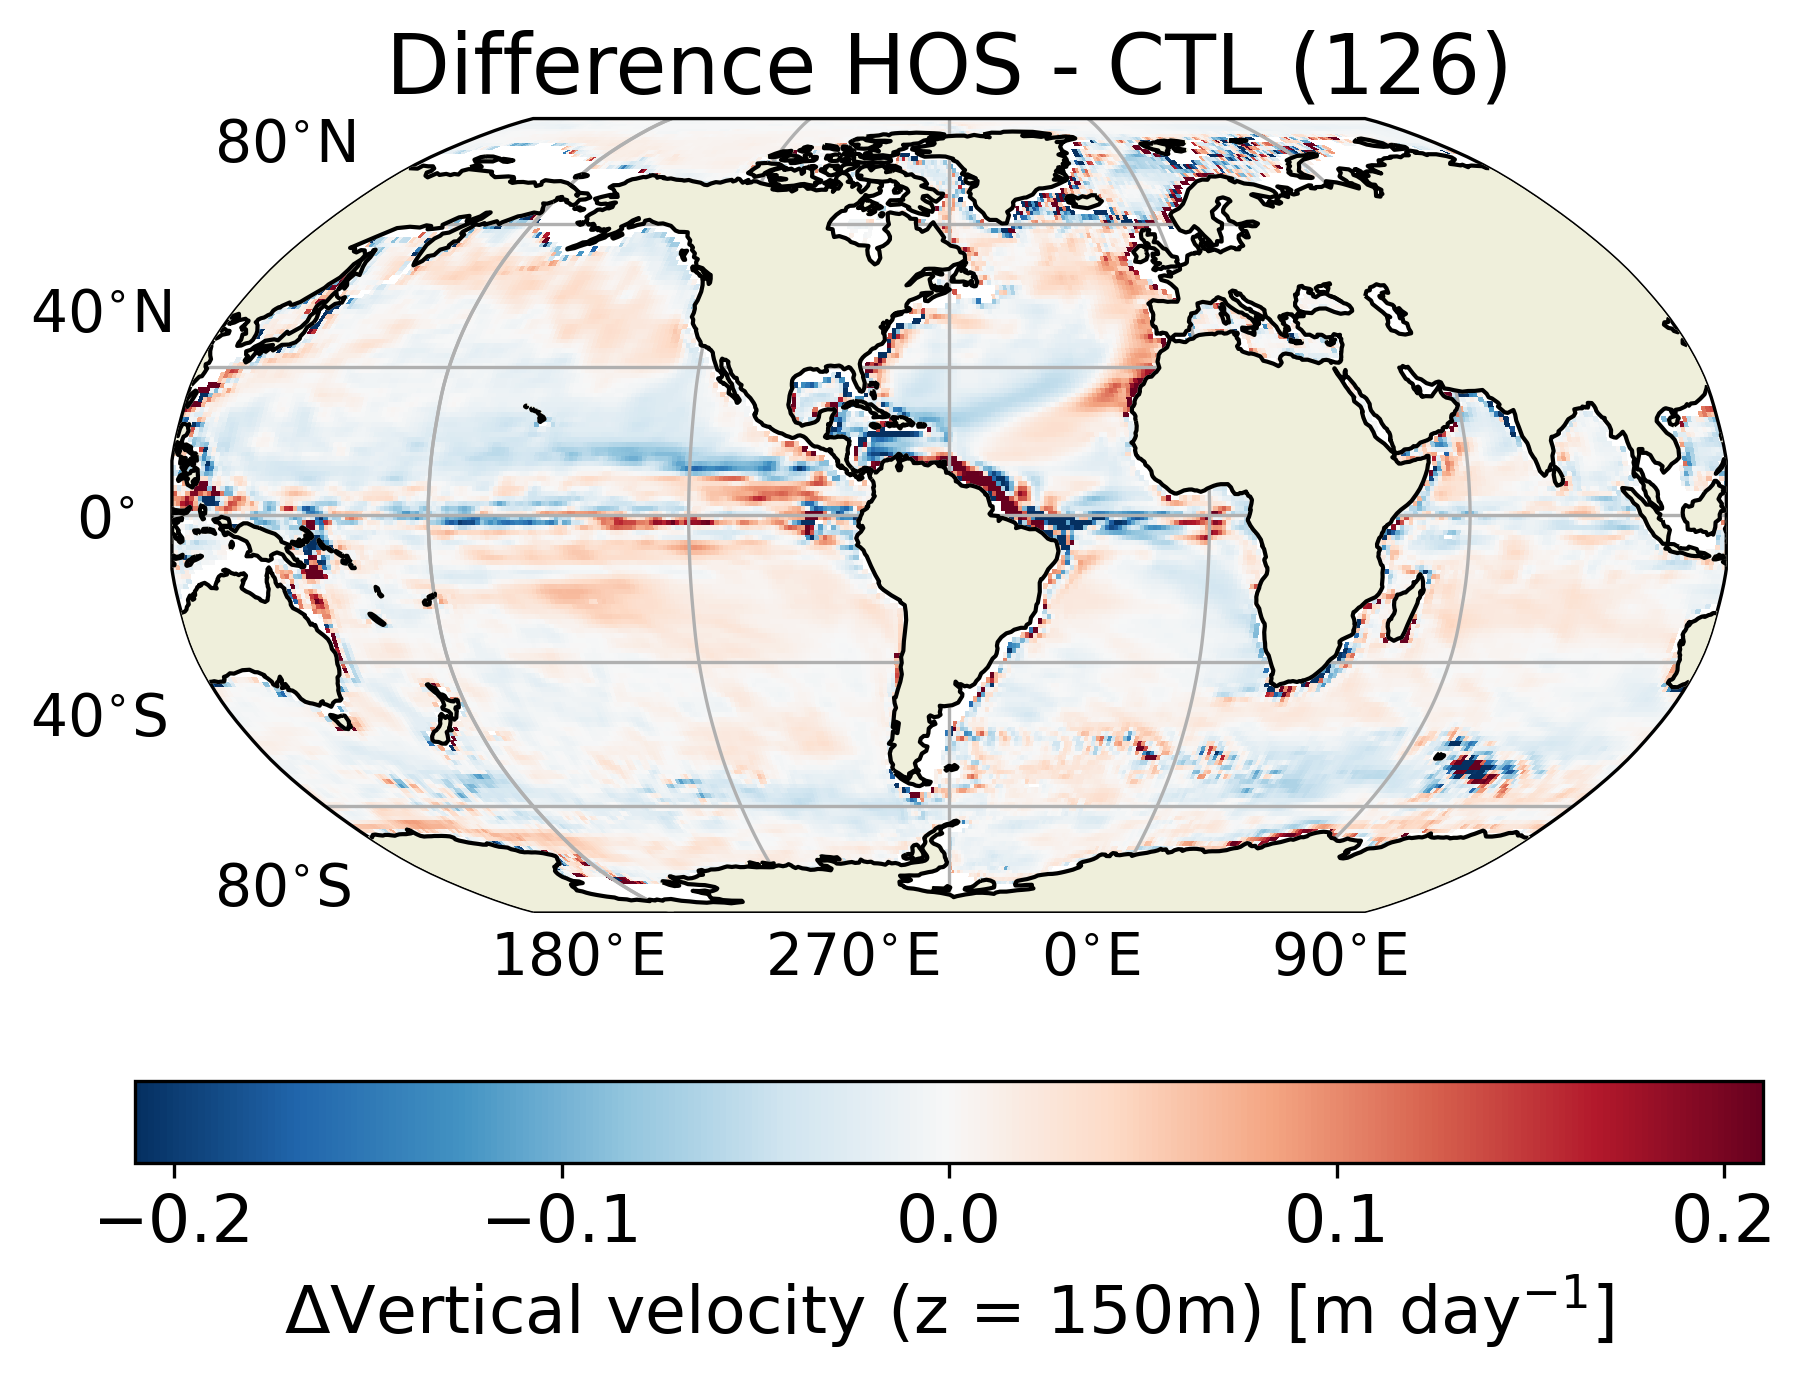 Difference HOS - CTL (126)
80°N
40°N
0°
40°S
80°S
180°E 270°E 0°E 90°E
−0.2 −0.1 0.0 0.1 0.2
ΔVertical velocity (z = 150m) [m day⁻¹]